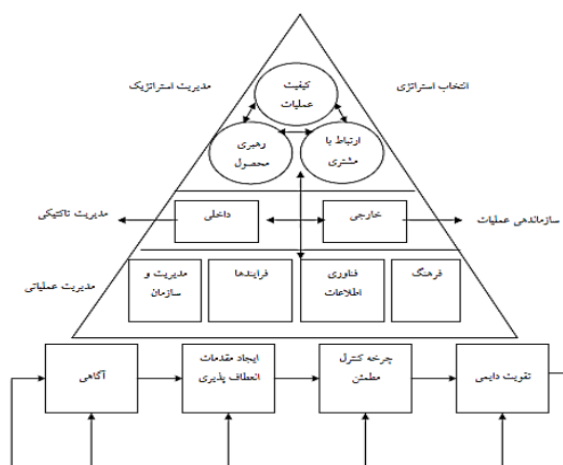 کیفیت
عملیات
انتخاب استراتژی
مدیریت استراتژیک
ارتباط با
مشتری
رهبری
محصول
سازماندهی عملیات
خارجی
داخلی
مدیریت تاکتیکی
فرهنگ
فناوری
اطلاعات
فرایندها
مدیریت و
سازمان
مدیریت عملیاتی
آگاهی
ایجاد مقدمات
انعطاف پذیری
چرخه کنترل
مطمئن
تقویت دایمی